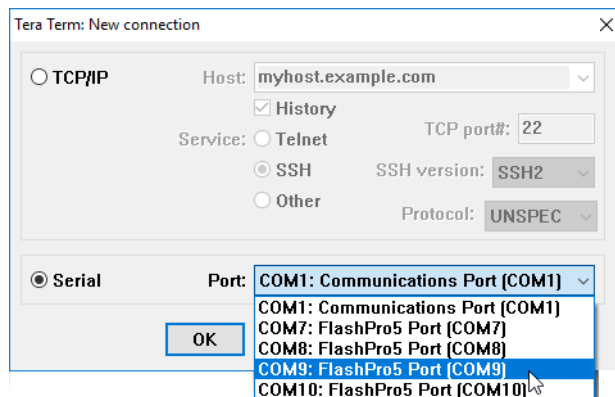 Tera Term: New connection
TCP/IP
Host: myhost.example.com
History
Service: Telnet
TCP port#: 22
SSH
SSH version: SSH2
Other
Protocol: UNSPEC
Serial
Port: COM1: Communications Port (COM1)
COM1: Communications Port (COM1)
COM7: FlashPro5 Port (COM7)
OK
COM8: FlashPro5 Port (COM8)
COM9: FlashPro5 Port (COM9)
COM10: FlashPro5 Port (COM10)